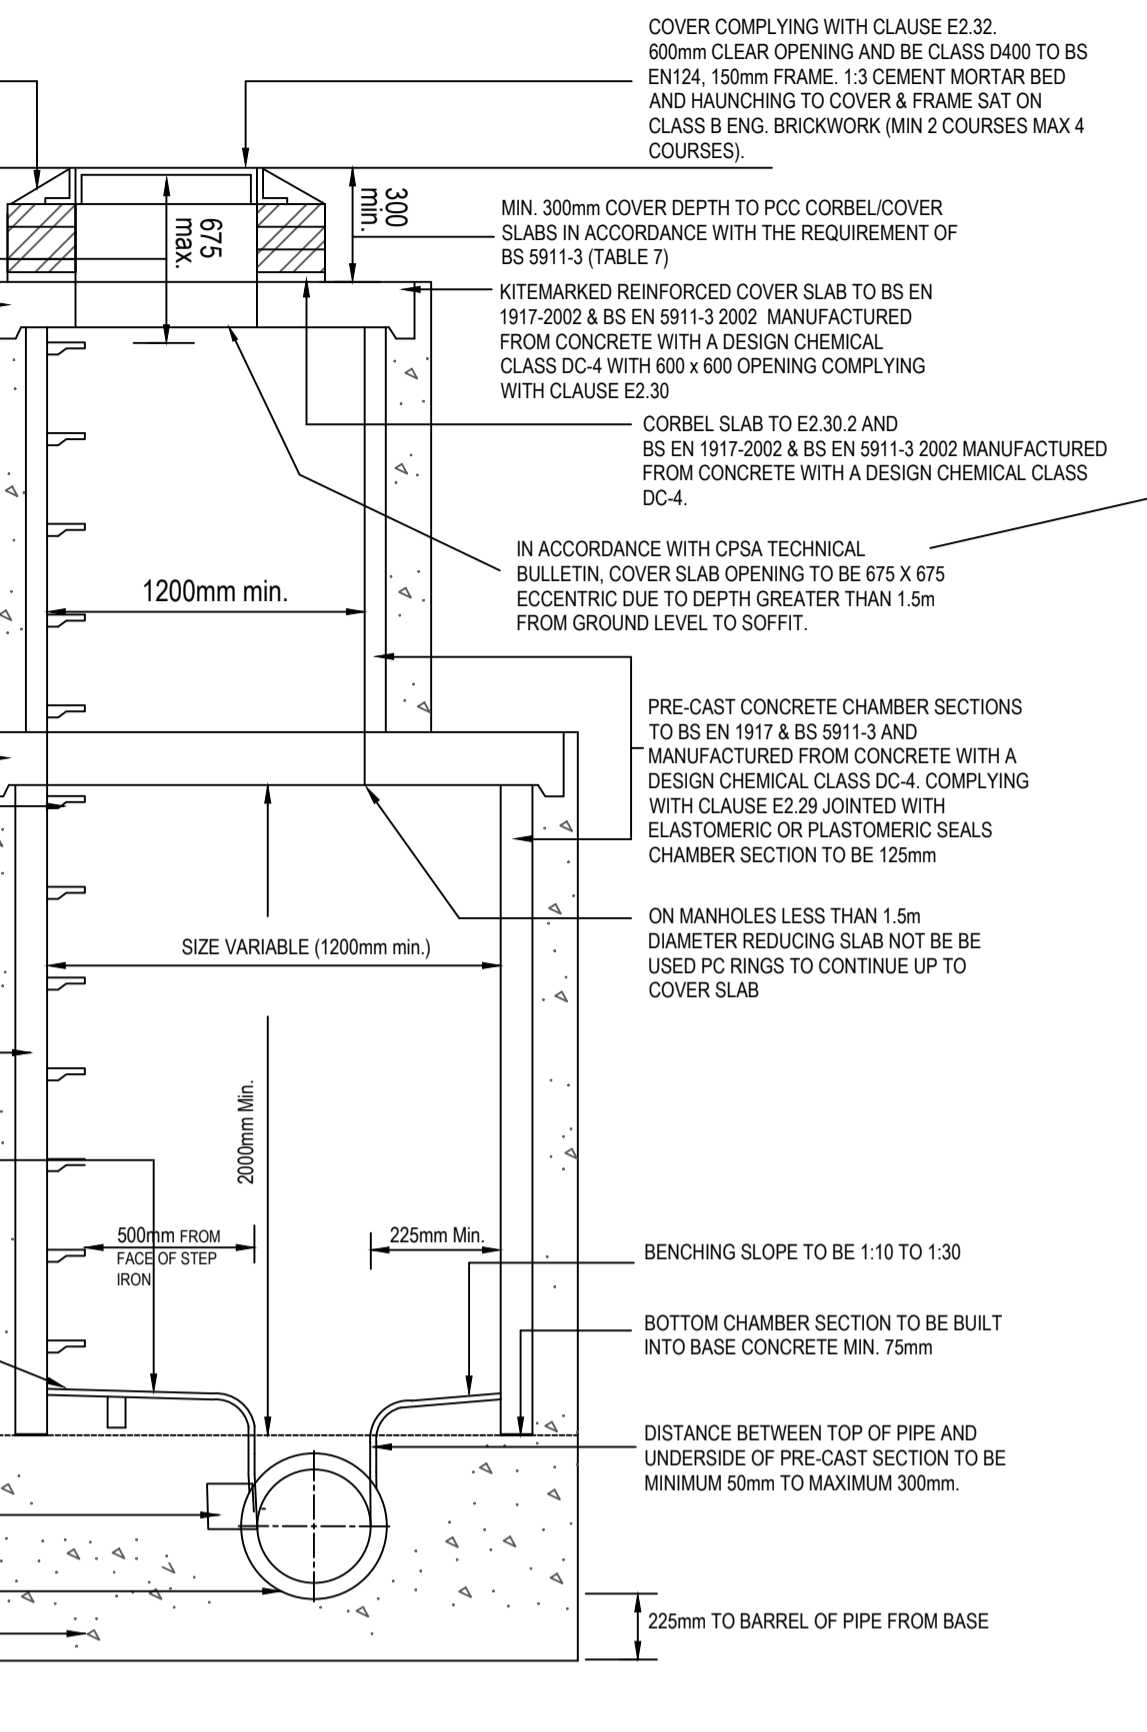 COVER COMPLYING WITH CLAUSE E2.32.
600mm CLEAR OPENING AND BE CLASS D400 TO BS
EN124, 150mm FRAME. 1:3 CEMENT MORTAR BED
AND HAUNCHING TO COVER & FRAME SAT ON
CLASS B ENG. BRICKWORK (MIN 2 COURSES MAX 4
COURSES).
300
min.
675
max.
MIN. 300mm COVER DEPTH TO PCC CORBEL/COVER
SLABS IN ACCORDANCE WITH THE REQUIREMENT OF
BS 5911-3 (TABLE 7)
KITEMARKED REINFORCED COVER SLAB TO BS EN
1917-2002 & BS EN 5911-3 2002 MANUFACTURED
FROM CONCRETE WITH A DESIGN CHEMICAL
CLASS DC-4 WITH 600 x 600 OPENING COMPLYING
WITH CLAUSE E2.30
CORBEL SLAB TO E2.30.2 AND
BS EN 1917-2002 & BS EN 5911-3 2002 MANUFACTURED
FROM CONCRETE WITH A DESIGN CHEMICAL CLASS
DC-4.
IN ACCORDANCE WITH CPSA TECHNICAL
BULLETIN, COVER SLAB OPENING TO BE 675 X 675
ECCENTRIC DUE TO DEPTH GREATER THAN 1.5m
FROM GROUND LEVEL TO SOFFIT.
1200mm min.
PRE-CAST CONCRETE CHAMBER SECTIONS
TO BS EN 1917 & BS 5911-3 AND
MANUFACTURED FROM CONCRETE WITH A
DESIGN CHEMICAL CLASS DC-4. COMPLYING
WITH CLAUSE E2.29 JOINTED WITH
ELASTOMERIC OR PLASTOMERIC SEALS
CHAMBER SECTION TO BE 125mm
ON MANHOLES LESS THAN 1.5m
DIAMETER REDUCING SLAB NOT BE BE
USED PC RINGS TO CONTINUE UP TO
COVER SLAB
SIZE VARIABLE (1200mm min.)
2000mm Min.
500mm FROM
FACE OF STEP
IRON
225mm Min.
BENCHING SLOPE TO BE 1:10 TO 1:30
BOTTOM CHAMBER SECTION TO BE BUILT
INTO BASE CONCRETE MIN. 75mm
DISTANCE BETWEEN TOP OF PIPE AND
UNDERSIDE OF PRE-CAST SECTION TO BE
MINIMUM 50mm TO MAXIMUM 300mm.
225mm TO BARREL OF PIPE FROM BASE